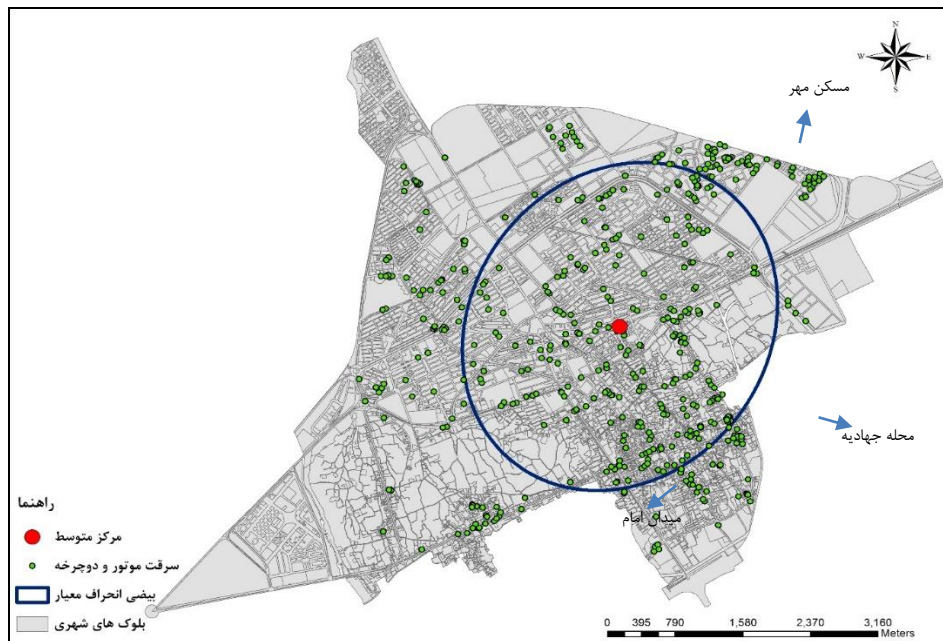 N
W E
S
مسکن مهر
محله جهادیه
میدان امام
راهنما
مرکز متوسط
سرقت موتور و دوچرخه
بیضی انحراف معیار
بلوک های شهری
0 395 790 1,580 2,370 3,160
Meters